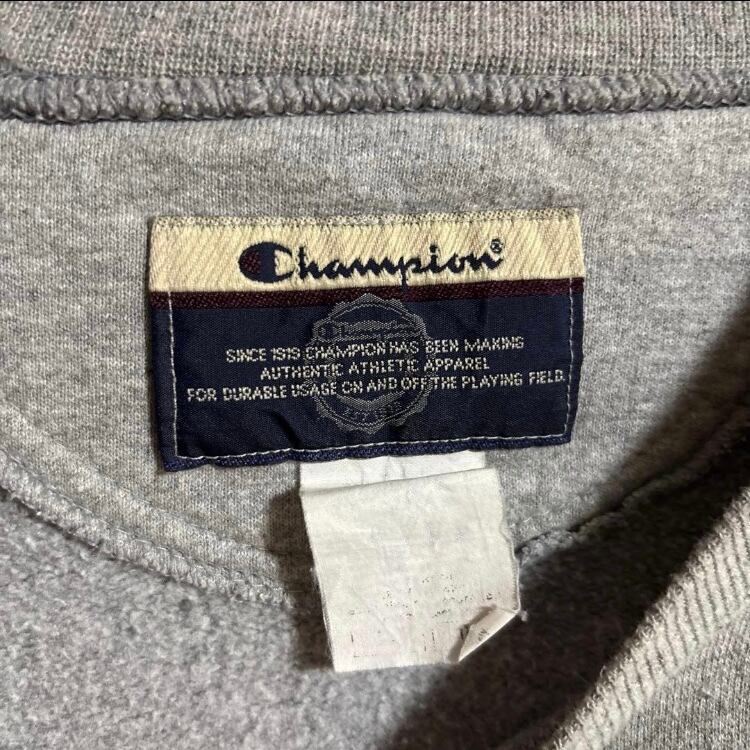 Champion®
Champion
SINCE 1919 CHAMPION HAS BEEN MAKING
AUTHENTIC ATHLETIC APPAREL
FOR DURABLE USAGE ON AND OFF THE PLAYING FIELD.